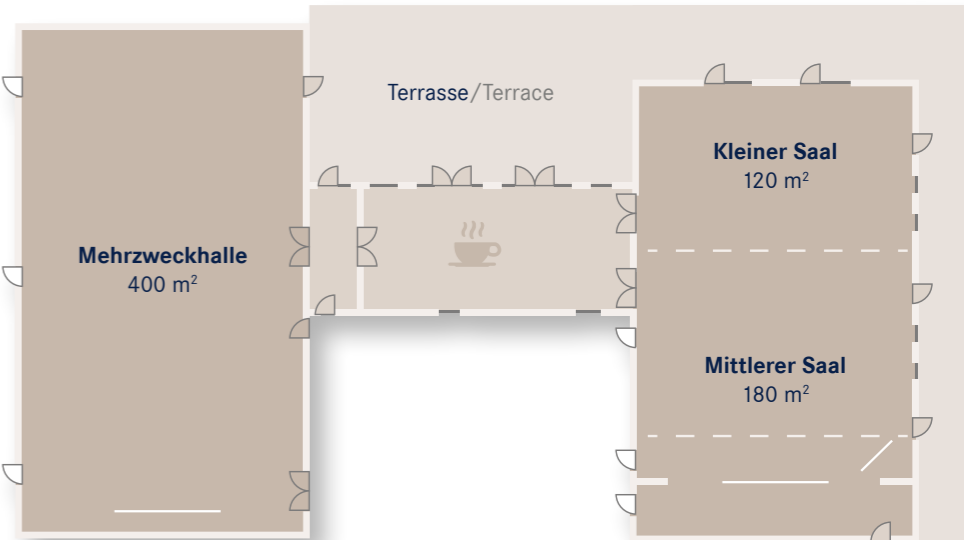 Terrasse/Terrace
Kleiner Saal
120 m²
Mehrzweckhalle
400 m²
Mittlerer Saal
180 m²